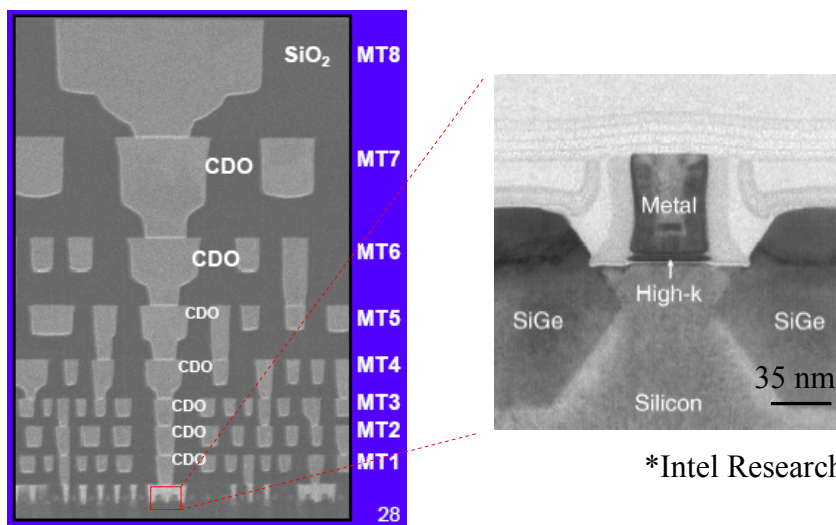 SiO₂ MT8
CDO MT7
CDO MT6
CDO MT5
CDO MT4
CDO MT3
CDO MT2
CDO MT1
28
Metal
High-k
SiGe SiGe
35 nm
Silicon
*Intel Research